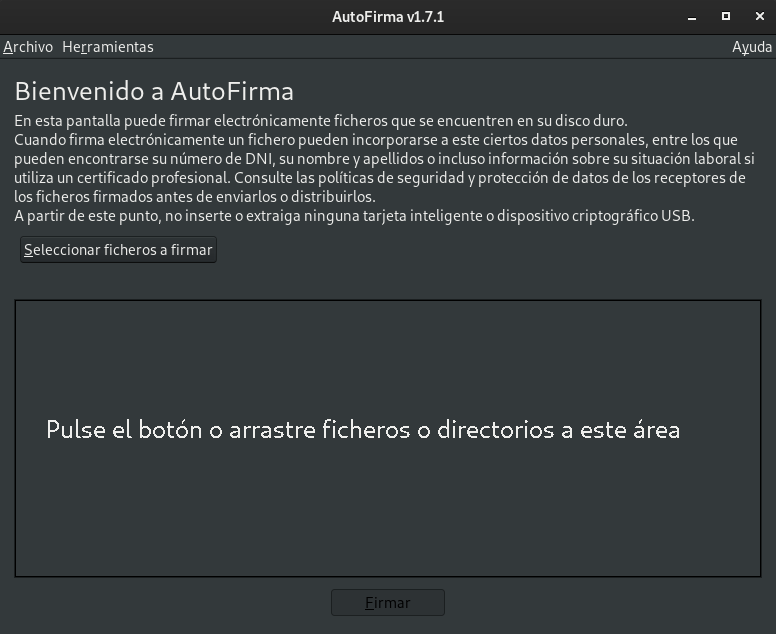 AutoFirma v1.7.1
Archivo Herramientas Ayuda
Bienvenido a AutoFirma
En esta pantalla puede firmar electrónicamente ficheros que se encuentren en su disco duro.
Cuando firma electrónicamente un fichero pueden incorporarse a este ciertos datos personales, entre los que
pueden encontrarse su número de DNI, su nombre y apellidos o incluso información sobre su situación laboral si
utiliza un certificado profesional. Consulte las políticas de seguridad y protección de datos de los receptores de
los ficheros firmados antes de enviarlos o distribuirlos.
A partir de este punto, no inserte o extraiga ninguna tarjeta inteligente o dispositivo criptográfico USB.
Seleccionar ficheros a firmar
Pulse el botón o arrastre ficheros o directorios a este área
Firmar